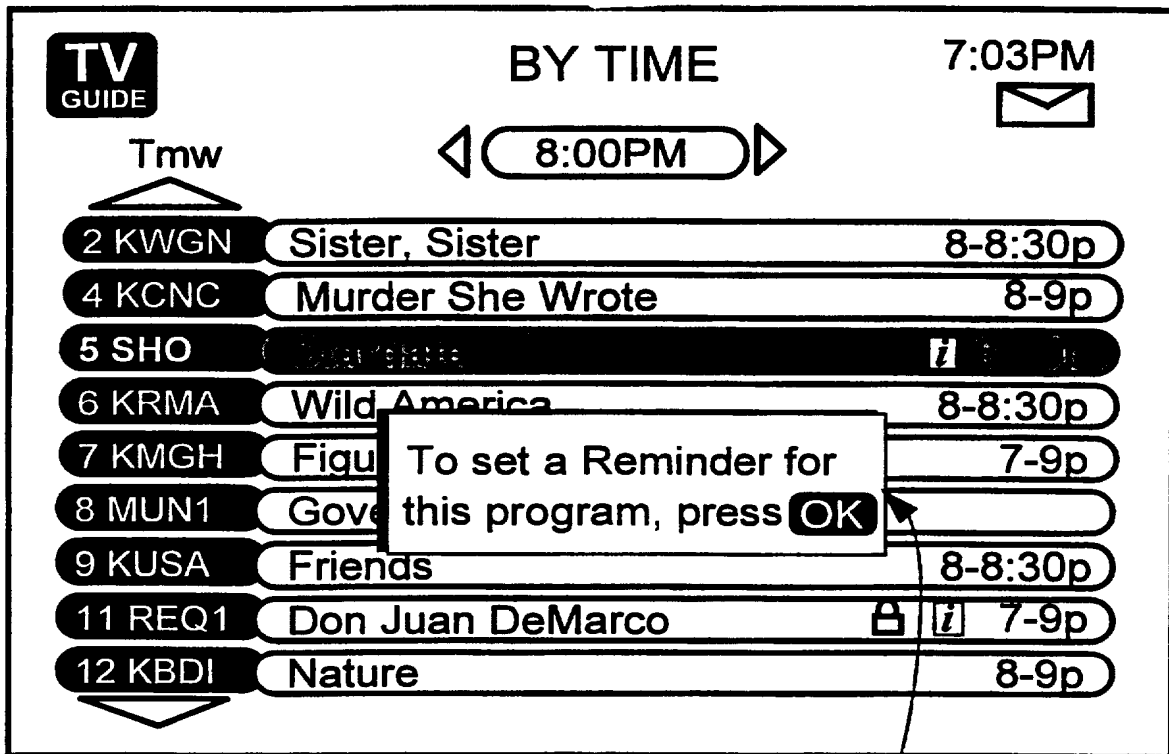 TV
GUIDE
BY TIME
7:03PM
Tmw
8:00PM
2 KWGN Sister, Sister 8-8:30p
4 KCNC Murder She Wrote 8-9p
5 SHO i
6 KRMA Wild America 8-8:30p
7 KMGH Figu 7-9p
To set a Reminder for
this program, press OK
8 MUN1 Gove
9 KUSA Friends 8-8:30p
11 REQ1 Don Juan DeMarco i 7-9p
12 KBDI Nature 8-9p